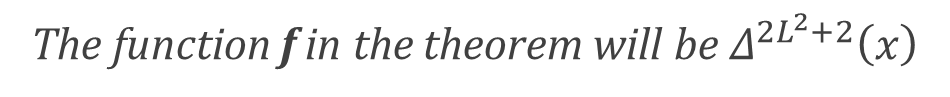 The function f in the theorem will be Δ^{2L^2+2}(x)